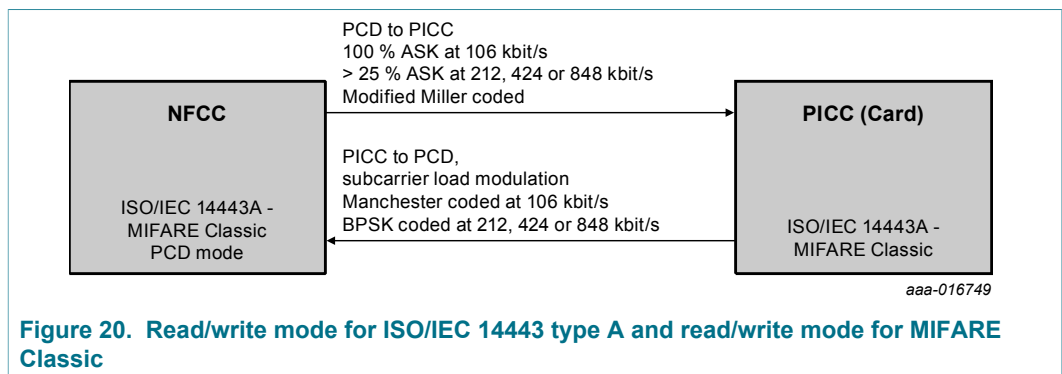 PCD to PICC
100 % ASK at 106 kbit/s
> 25 % ASK at 212, 424 or 848 kbit/s
Modified Miller coded
NFCC
PICC (Card)
PICC to PCD,
subcarrier load modulation
Manchester coded at 106 kbit/s
BPSK coded at 212, 424 or 848 kbit/s
ISO/IEC 14443A -
MIFARE Classic
PCD mode
ISO/IEC 14443A -
MIFARE Classic
aaa-016749
Figure 20. Read/write mode for ISO/IEC 14443 type A and read/write mode for MIFARE
Classic